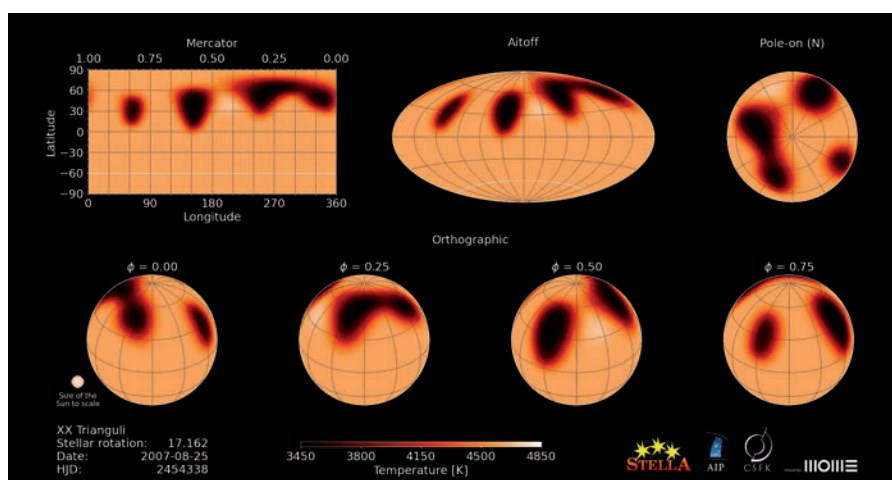 Mercator
Aitoff
Pole-on (N)
1.00 0.75 0.50 0.25 0.00
90
60
30
0
−30
−60
−90
Latitude
0 90 180 270 360
Longitude
Orthographic
ϕ = 0.00
ϕ = 0.25
ϕ = 0.50
ϕ = 0.75
Size of the
Sun to scale
XX Trianguli
Stellar rotation: 17.162
Date: 2007-08-25
HJD: 2454338
3450 3800 4150 4500 4850
Temperature [K]
STELLA
AIP
CSFK